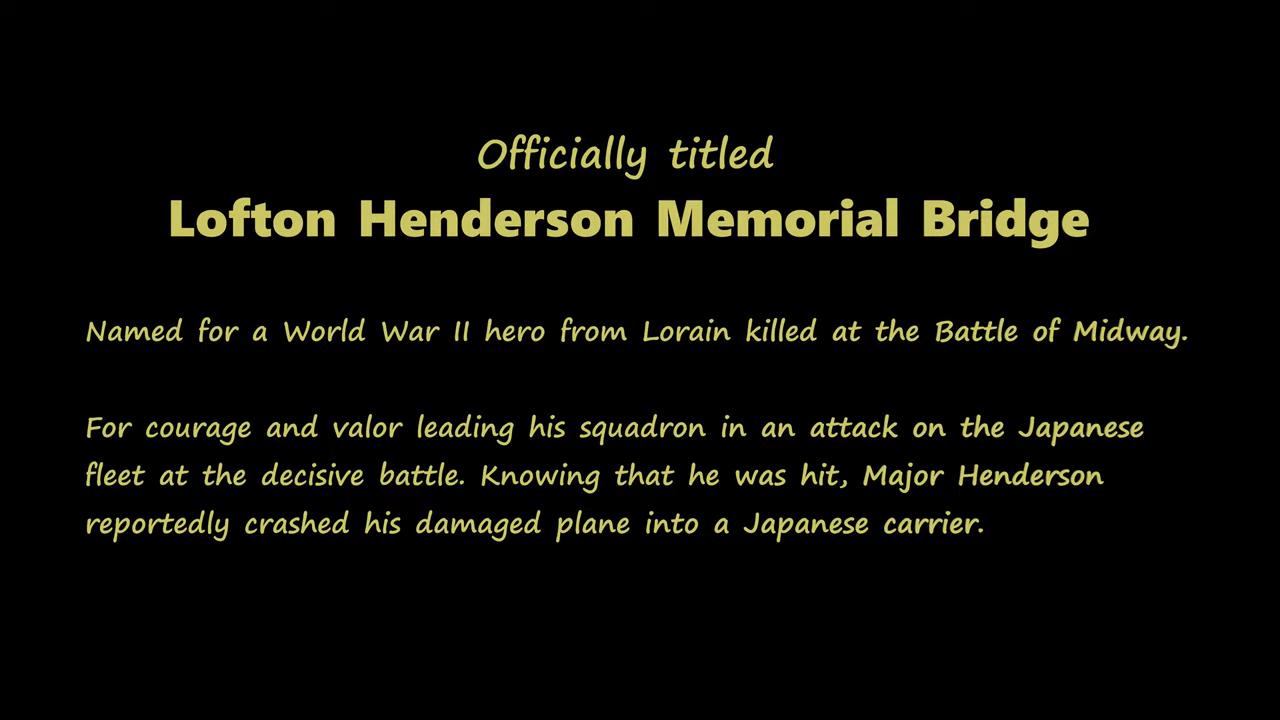 Officially titled
Lofton Henderson Memorial Bridge
Named for a World War II hero from Lorain killed at the Battle of Midway.
For courage and valor leading his squadron in an attack on the Japanese
fleet at the decisive battle. Knowing that he was hit, Major Henderson
reportedly crashed his damaged plane into a Japanese carrier.